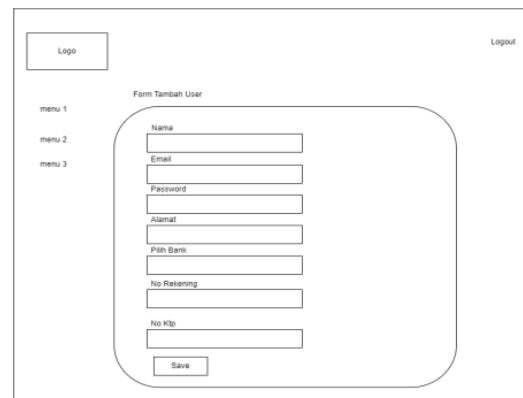 Logo
Logout
menu 1
menu 2
menu 3
Form Tambah User
Nama
Email
Password
Alamat
Pilih Bank
No Rekening
No Ktp
Save